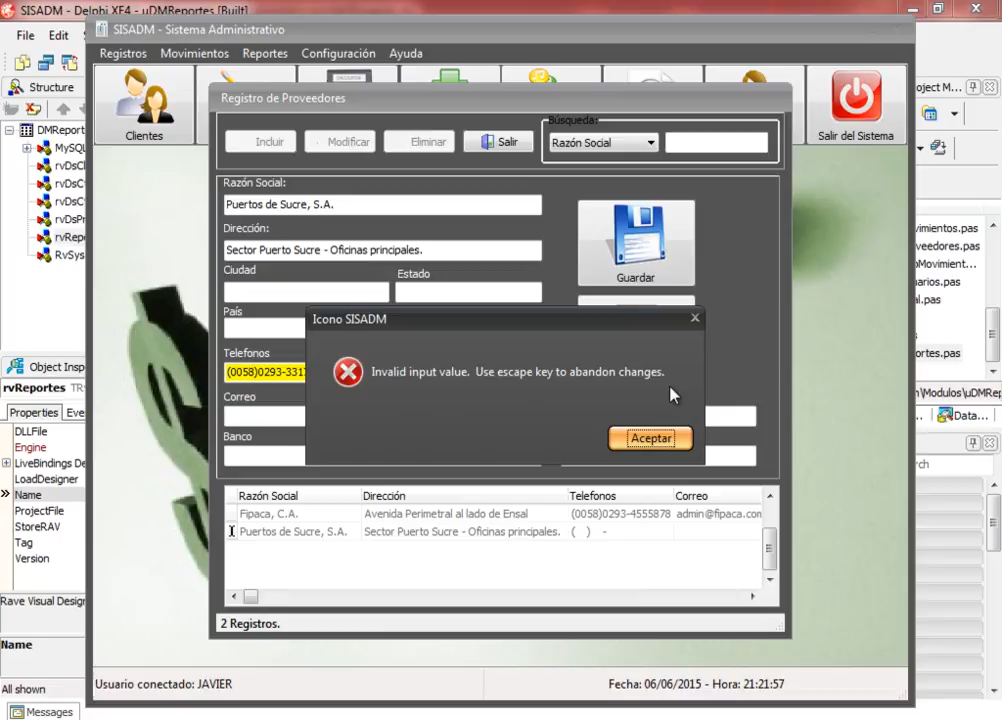 SISADM - Delphi XE4 - uDMReportes [Built]
File Edit
SISADM - Sistema Administrativo
Registros Movimientos Reportes Configuración Ayuda
Structure
Clientes
Salir del Sistema
Registro de Proveedores
Incluir Modificar Eliminar Salir
Búsqueda:
Razón Social
DMReport
MySQL
rvDsC
rvDsC
rvDsPr
rvRepo
RvSys
Razón Social:
Puertos de Sucre, S.A.
Dirección:
Sector Puerto Sucre - Oficinas principales.
Ciudad Estado
País
Telefonos
(0058)0293-331
Correo
Banco
Guardar
Icono SISADM
Invalid input value. Use escape key to abandon changes.
Aceptar
Razón Social Dirección Telefonos Correo
Fipaca, C.A. Avenida Perimetral al lado de Ensal (0058)0293-4555878 admin@fipaca.com
Puertos de Sucre, S.A. Sector Puerto Sucre - Oficinas principales. ( ) -
2 Registros.
Usuario conectado: JAVIER Fecha: 06/06/2015 - Hora: 21:21:57
Object Insp
rvReportes
Properties Eve
DLLFile
Engine
LiveBindings De
LoadDesigner
Name
ProjectFile
StoreRAV
Tag
Version
Rave Visual Design
Name
All shown
Messages
oject M...
vimientos.pas
veedores.pas
oMovimient...
uarios.pas
.pas
ortes.pas
n\Modulos\uDMRep
Data...
rch